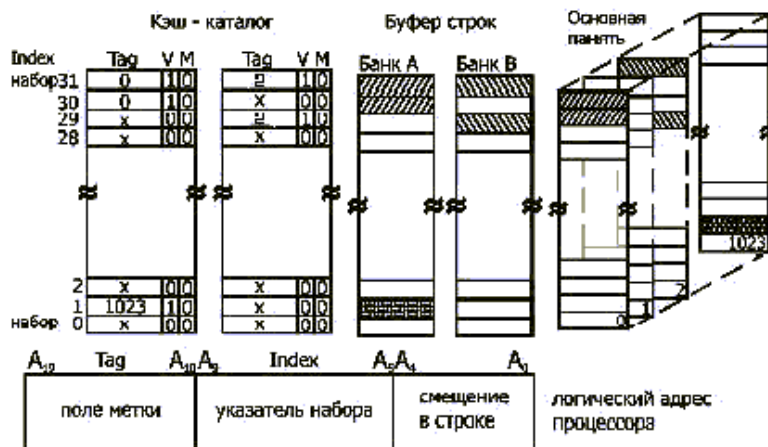 Кэш - каталог Буфер строк Основная панять
Index Tag V M Tag V M Банк А Банк В
набор 31 0 1 0 2 1 0
30 0 1 0 x 0 0
29 x 0 0 2 1 0
28 x 0 0 x 0 0
2 x 0 0 x 0 0
1 1023 1 0 x 0 0
набор 0 x 0 0 x 0 0
0 1 2 1023
A19 Tag A10 A9 Index A5 A4 A0
поле метки указатель набора смещение в строке логический адрес процессора